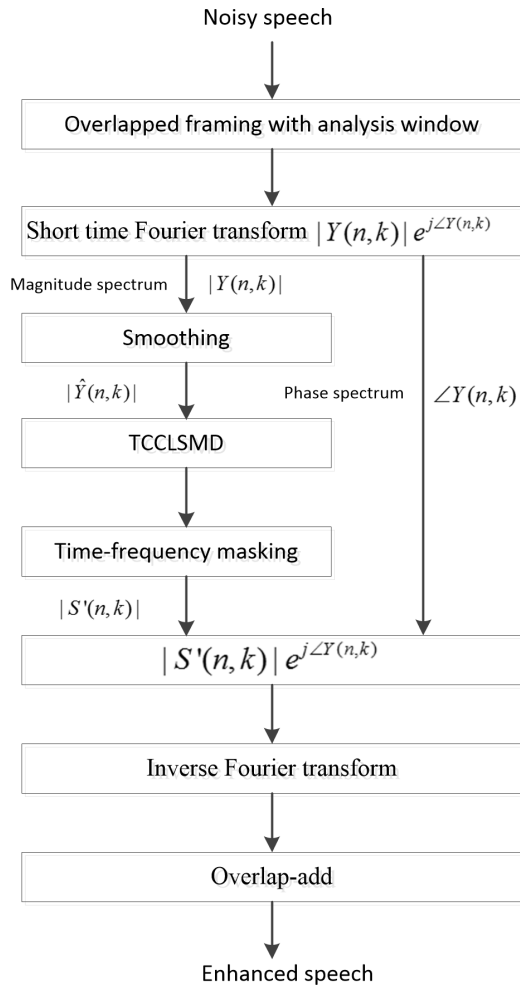 Noisy speech
Overlapped framing with analysis window
Short time Fourier transform |Y(n,k)| e^{j∠Y(n,k)}
Magnitude spectrum |Y(n,k)|
Smoothing
|Ŷ(n,k)|
Phase spectrum ∠Y(n,k)
TCCLSMD
Time-frequency masking
|S'(n,k)|
|S'(n,k)| e^{j∠Y(n,k)}
Inverse Fourier transform
Overlap-add
Enhanced speech